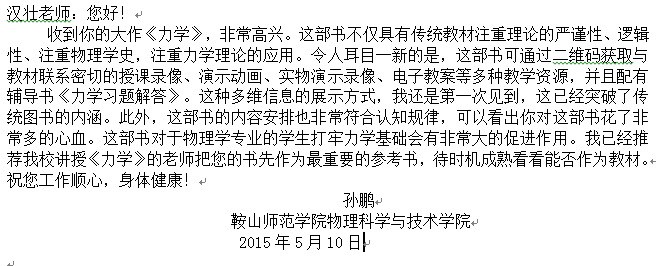 汉壮老师：您好！
收到你的大作《力学》，非常高兴。这部书不仅具有传统教材注重理论的严谨性、逻辑
性、注重物理学史，注重力学理论的应用。令人耳目一新的是，这部书可通过二维码获取与
教材联系密切的授课录像、演示动画、实物演示录像、电子教案等多种教学资源，并且配有
辅导书《力学习题解答》。这种多维信息的展示方式，我还是第一次见到，这已经突破了传
统图书的内涵。此外，这部书的内容安排也非常符合认知规律，可以看出你对这部书花了非
常多的心血。这部书对于物理学专业的学生打牢力学基础会有非常大的促进作用。我已经推
荐我校讲授《力学》的老师把您的书先作为最重要的参考书，待时机成熟看看能否作为教材。
祝您工作顺心，身体健康！
孙鹏
鞍山师范学院物理科学与技术学院
2015年5月10日